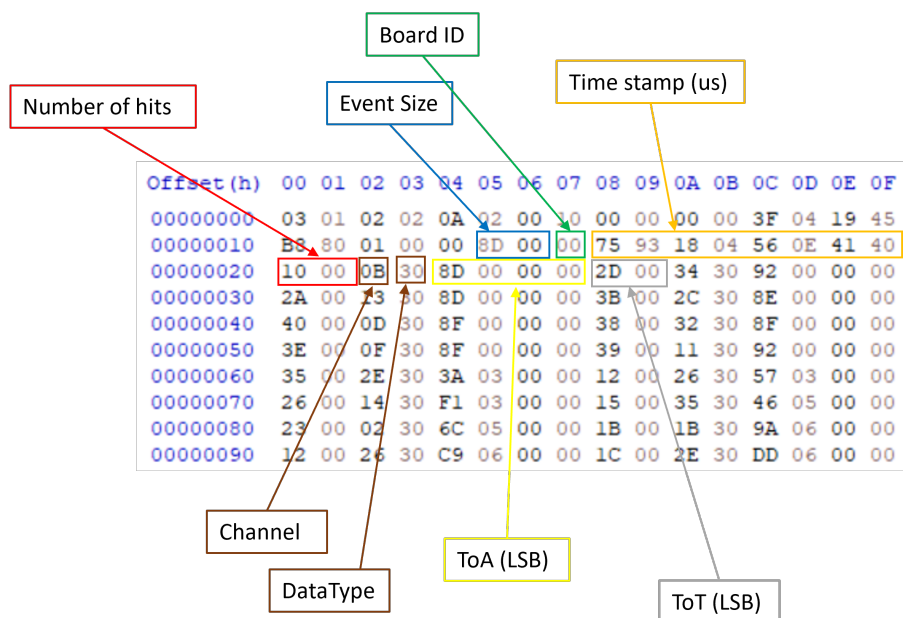 Board ID
Time stamp (us)
Event Size
Number of hits
Offset(h) 00 01 02 03 04 05 06 07 08 09 0A 0B 0C 0D 0E 0F
00000000 03 01 02 02 0A 02 00 10 00 00 00 00 3F 04 19 45
00000010 B8 80 01 00 00 8D 00 00 75 93 18 04 56 0E 41 40
00000020 10 00 0B 30 8D 00 00 00 2D 00 34 30 92 00 00 00
00000030 2A 00 13 30 8D 00 00 00 3B 00 2C 30 8E 00 00 00
00000040 40 00 0D 30 8F 00 00 00 38 00 32 30 8F 00 00 00
00000050 3E 00 0F 30 8F 00 00 00 39 00 11 30 92 00 00 00
00000060 35 00 2E 30 3A 03 00 00 12 00 26 30 57 03 00 00
00000070 26 00 14 30 F1 03 00 00 15 00 35 30 46 05 00 00
00000080 23 00 02 30 6C 05 00 00 1B 00 1B 30 9A 06 00 00
00000090 12 00 26 30 C9 06 00 00 1C 00 2E 30 DD 06 00 00
Channel
ToA (LSB)
DataType
ToT (LSB)